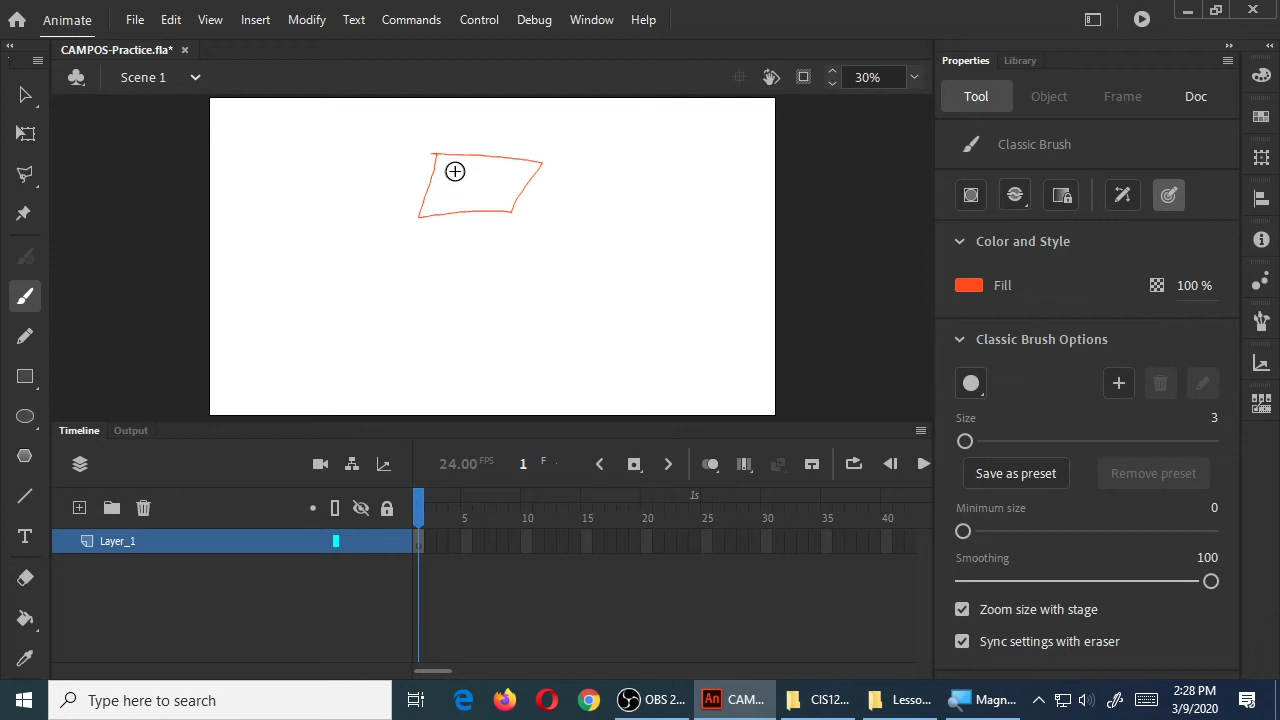 Animate File Edit View Insert Modify Text Commands Control Debug Window Help
CAMPOS-Practice.fla*
Properties Library
Scene 1 30%
Tool Object Frame Doc
Classic Brush
Color and Style
Fill 100 %
Classic Brush Options
Size 3
Timeline Output
24.00 FPS 1 F
Save as preset Remove preset
1s
Minimum size 0
5 10 15 20 25 30 35 40
Layer_1
Smoothing 100
Zoom size with stage
Sync settings with eraser
Type here to search
OBS 2... An CAM... CIS12... Lesso... Magn...
2:28 PM
3/9/2020